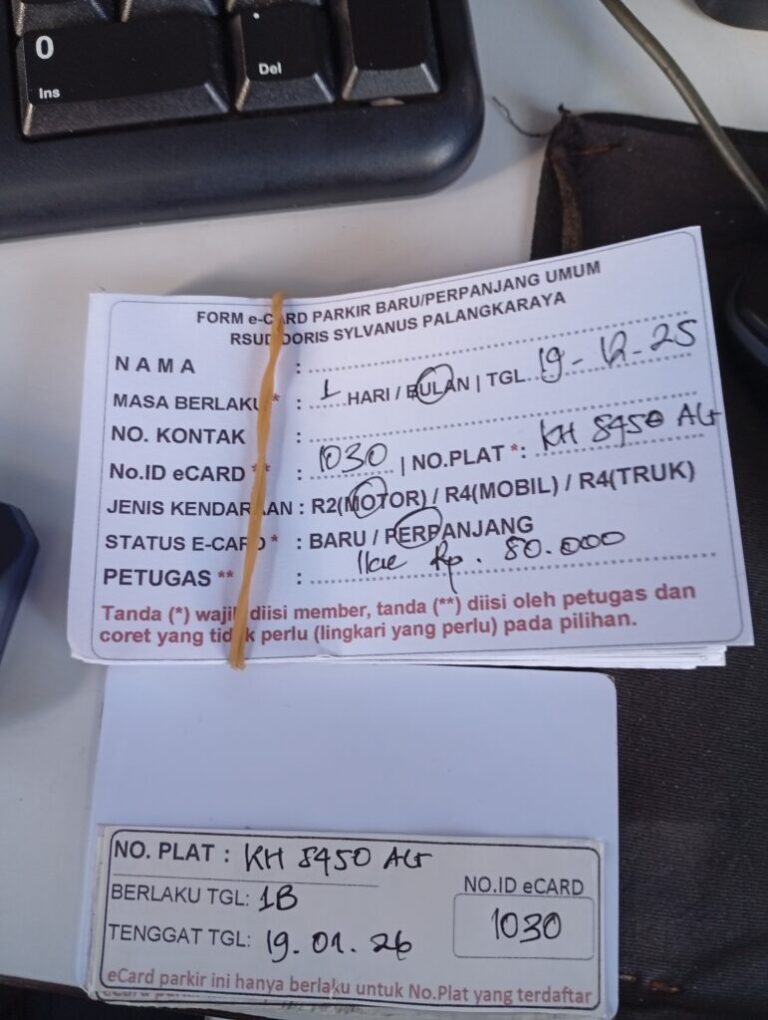 0
Ins
.
Del
FORM e-CARD PARKIR BARU/PERPANJANG UMUM
RSUD DORIS SYLVANUS PALANGKARAYA
NAMA :
MASA BERLAKU * : 1 HARI / BULAN | TGL. 19-12-25
NO. KONTAK :
No.ID eCARD ** : 1030 | NO.PLAT *: KH 8450
JENIS KENDARAAN : R2(MOTOR) / R4(MOBIL) / R4(TRUK)
STATUS E-CARD * : BARU / PERPANJANG
PETUGAS ** : Rp. 80.000
Tanda (*) wajib diisi member, tanda (**) diisi oleh petugas dan
coret yang tidak perlu (lingkari yang perlu) pada pilihan.
NO. PLAT : KH 8450
BERLAKU TGL: 1B
TENGGAT TGL: 19.01.26
NO.ID eCARD
1030
eCard parkir ini hanya berlaku untuk No.Plat yang terdaftar